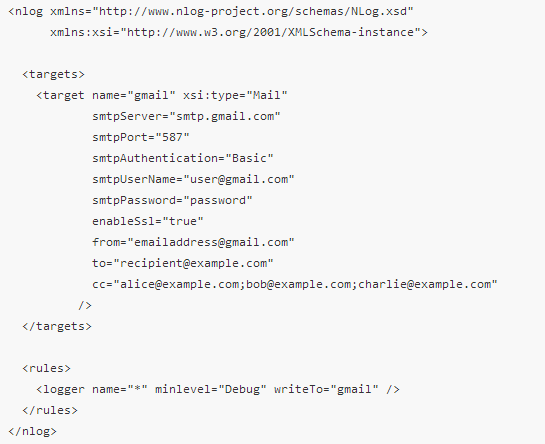 <nlog xmlns="http://www.nlog-project.org/schemas/NLog.xsd"
      xmlns:xsi="http://www.w3.org/2001/XMLSchema-instance">

  <targets>
    <target name="gmail" xsi:type="Mail"
            smtpServer="smtp.gmail.com"
            smtpPort="587"
            smtpAuthentication="Basic"
            smtpUserName="user@gmail.com"
            smtpPassword="password"
            enableSsl="true"
            from="emailaddress@gmail.com"
            to="recipient@example.com"
            cc="alice@example.com;bob@example.com;charlie@example.com"
          />
  </targets>

  <rules>
    <logger name="*" minlevel="Debug" writeTo="gmail" />
  </rules>
</nlog>